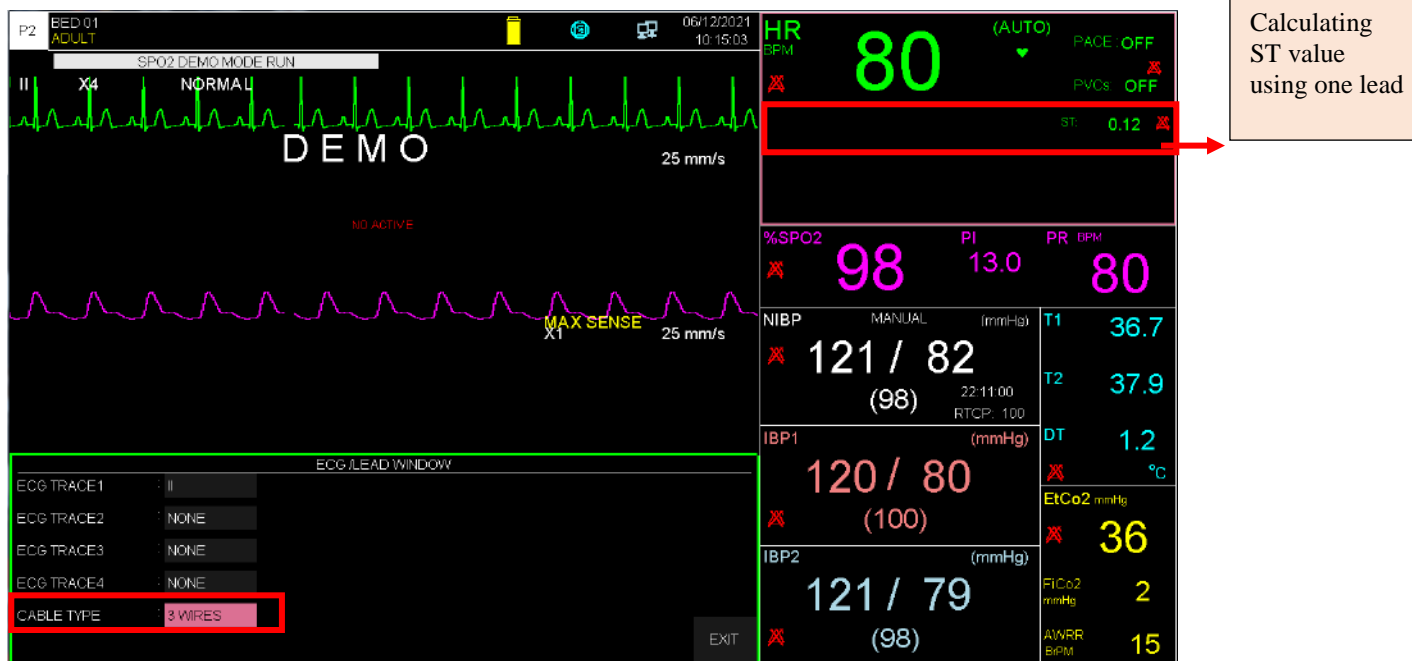 P2 BED 01 06/12/2021
ADULT 10:15:03
SPO2 DEMO MODE RUN
II X4 NORMAL
DEMO
25 mm/s
NO ACTIVE
MAX SENSE
X1 25 mm/s
ECG /LEAD WINDOW
ECG TRACE1 : II
ECG TRACE2 : NONE
ECG TRACE3 : NONE
ECG TRACE4 : NONE
CABLE TYPE : 3 WIRES
EXIT
HR (AUTO) PACE : OFF
BPM 80
PVCs: OFF
ST: 0.12
%SPO2 PI PR BPM
98 13.0 80
NIBP MANUAL (mmHg)
121 / 82
(98) 22:11:00
RTCP: 100
T1 36.7
T2 37.9
DT 1.2
°C
IBP1 (mmHg)
120 / 80
(100)
IBP2 (mmHg)
121 / 79
(98)
EtCo2 mmHg
36
FiCo2 2
mmHg
AWRR 15
BrPM
Calculating
ST value
using one lead